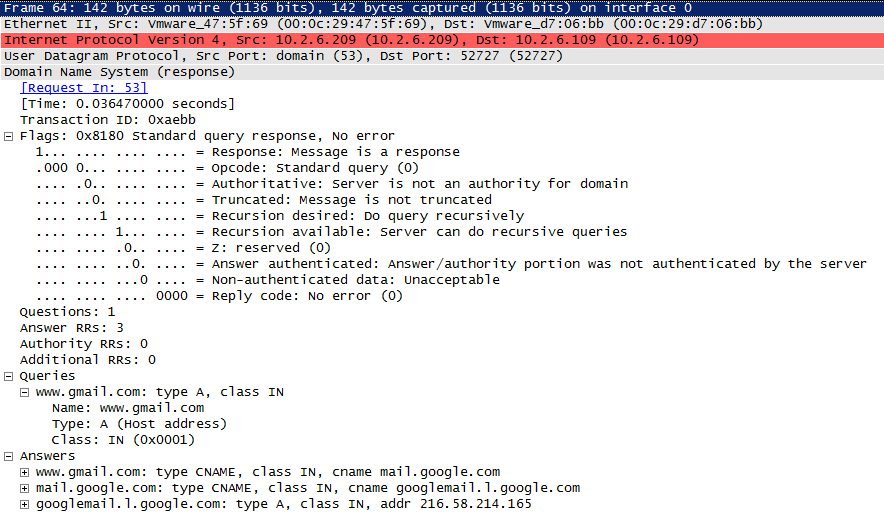 Frame 64: 142 bytes on wire (1136 bits), 142 bytes captured (1136 bits) on interface 0
Ethernet II, Src: Vmware_47:5f:69 (00:0c:29:47:5f:69), Dst: Vmware_d7:06:bb (00:0c:29:d7:06:bb)
Internet Protocol Version 4, Src: 10.2.6.209 (10.2.6.209), Dst: 10.2.6.109 (10.2.6.109)
User Datagram Protocol, Src Port: domain (53), Dst Port: 52727 (52727)
Domain Name System (response)
[Request In: 53]
[Time: 0.036470000 seconds]
Transaction ID: 0xaebb
Flags: 0x8180 Standard query response, No error
1... .... .... .... = Response: Message is a response
.000 0... .... .... = Opcode: Standard query (0)
.... .0.. .... .... = Authoritative: Server is not an authority for domain
.... ..0. .... .... = Truncated: Message is not truncated
.... ...1 .... .... = Recursion desired: Do query recursively
.... .... 1... .... = Recursion available: Server can do recursive queries
.... .... .0.. .... = Z: reserved (0)
.... .... ..0. .... = Answer authenticated: Answer/authority portion was not authenticated by the server
.... .... ...0 .... = Non-authenticated data: Unacceptable
.... .... .... 0000 = Reply code: No error (0)
Questions: 1
Answer RRs: 3
Authority RRs: 0
Additional RRs: 0
Queries
www.gmail.com: type A, class IN
Name: www.gmail.com
Type: A (Host address)
Class: IN (0x0001)
Answers
www.gmail.com: type CNAME, class IN, cname mail.google.com
mail.google.com: type CNAME, class IN, cname googlemail.l.google.com
googlemail.l.google.com: type A, class IN, addr 216.58.214.165